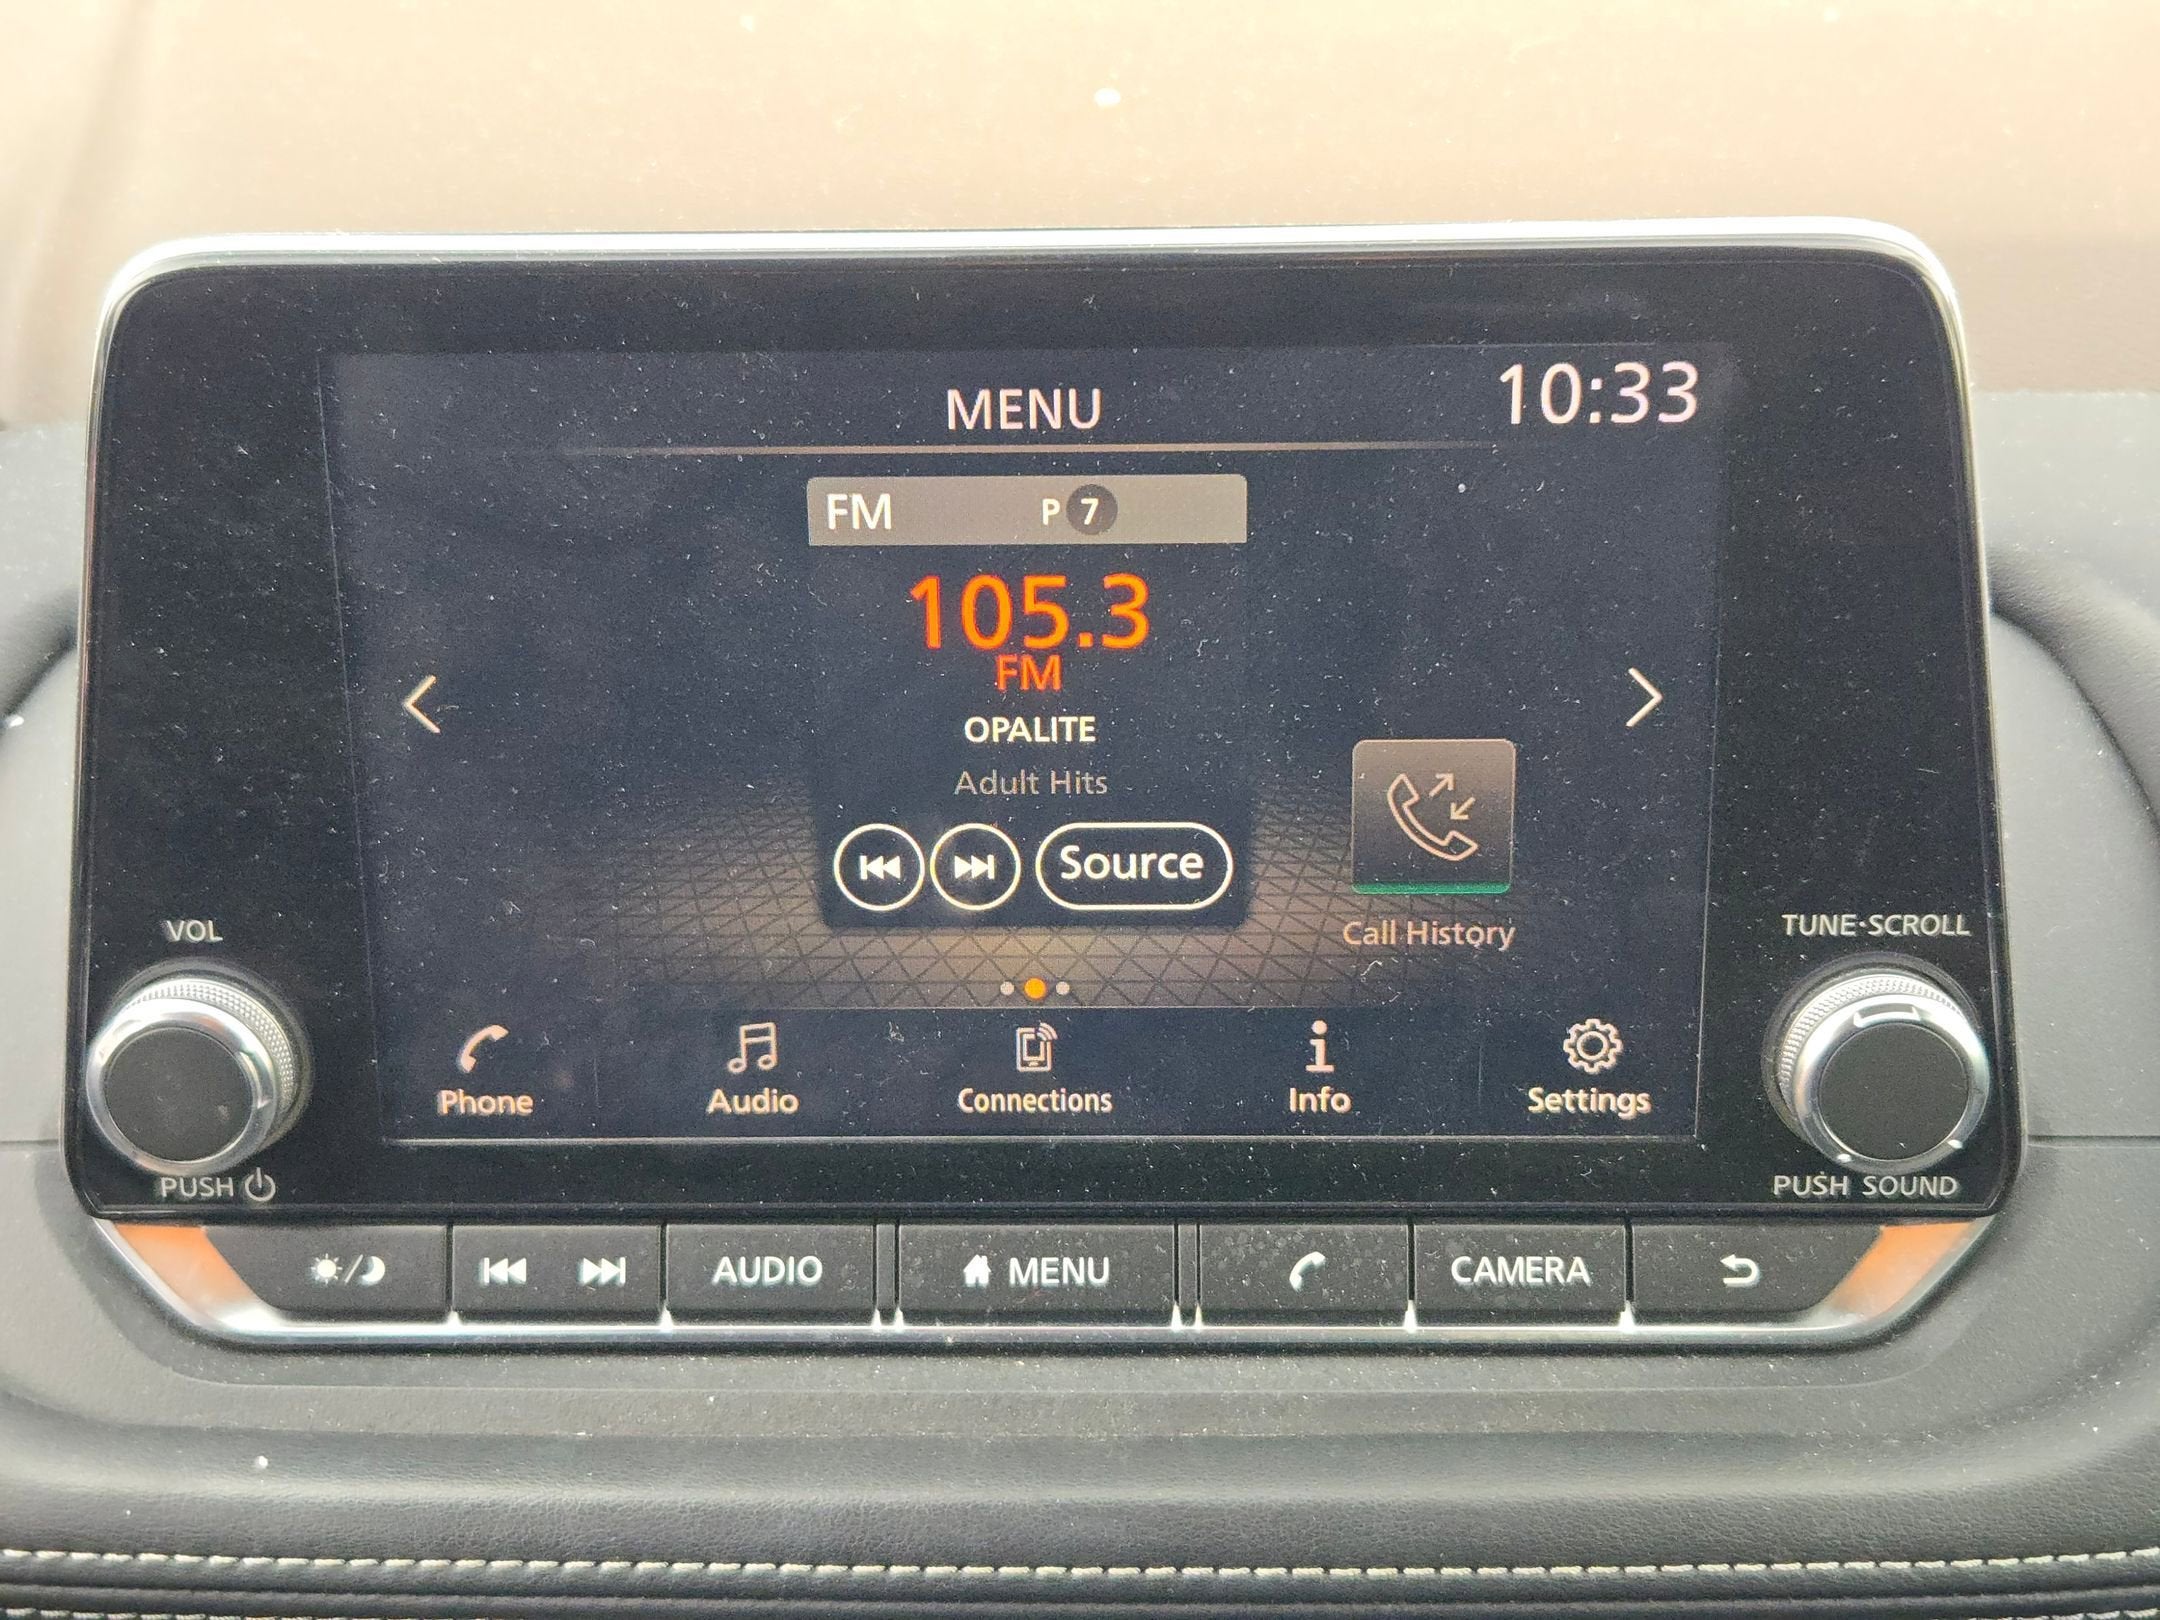 MENU
10:33
FM P 7
105.3
FM
OPALITE
Adult Hits
Source
Call History
VOL
TUNE·SCROLL
Phone
Audio
Connections
Info
Settings
PUSH
PUSH SOUND
AUDIO
MENU
CAMERA